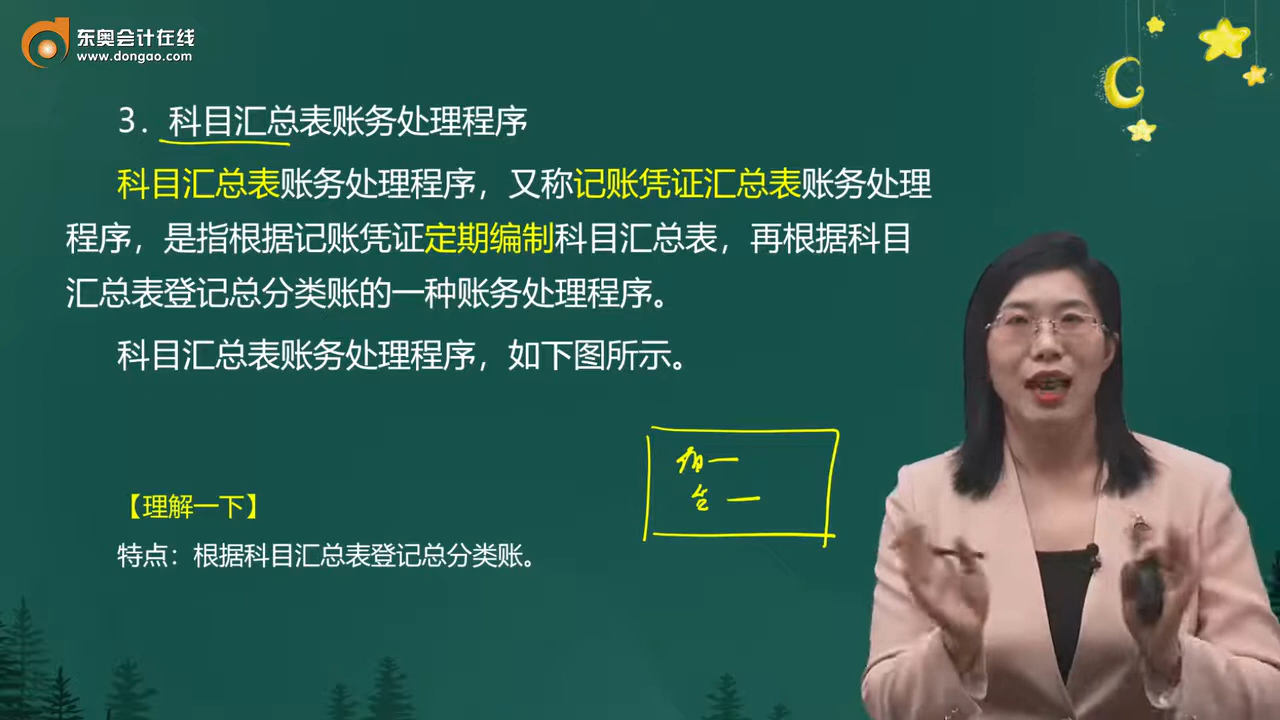 东奥会计在线
www.dongao.com
3．科目汇总表账务处理程序
科目汇总表账务处理程序，又称记账凭证汇总表账务处理
程序，是指根据记账凭证定期编制科目汇总表，再根据科目
汇总表登记总分类账的一种账务处理程序。
科目汇总表账务处理程序，如下图所示。
【理解一下】
特点：根据科目汇总表登记总分类账。